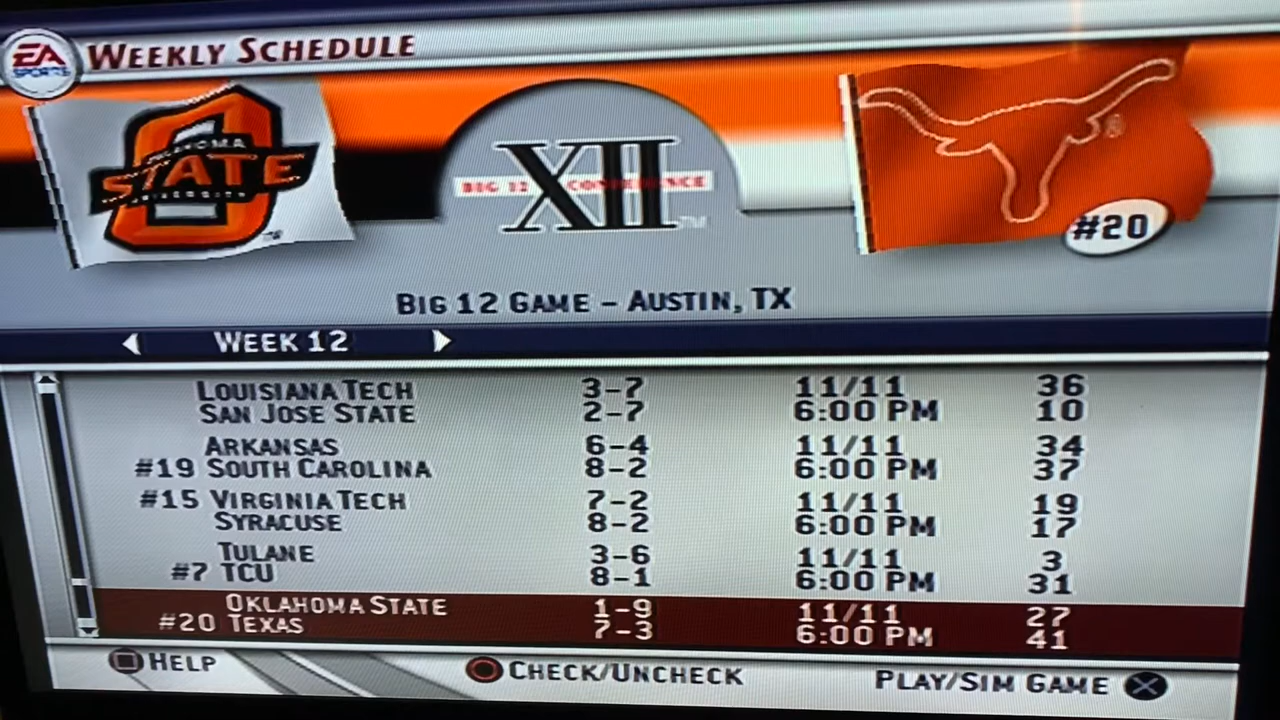 EA SPORTS WEEKLY SCHEDULE
OKLAHOMA
STATE
UNIVERSITY
TM
XII
BIG 12 CONFERENCE
TM
®
#20
BIG 12 GAME – AUSTIN, TX
WEEK 12
LOUISIANA TECH 3-7 11/11 36
SAN JOSE STATE 2-7 6:00 PM 10
ARKANSAS 6-4 11/11 34
#19 SOUTH CAROLINA 8-2 6:00 PM 37
#15 VIRGINIA TECH 7-2 11/11 19
SYRACUSE 8-2 6:00 PM 17
TULANE 3-6 11/11 3
#7 TCU 8-1 6:00 PM 31
OKLAHOMA STATE 1-9 11/11 27
#20 TEXAS 7-3 6:00 PM 41
HELP CHECK/UNCHECK PLAY/SIM GAME